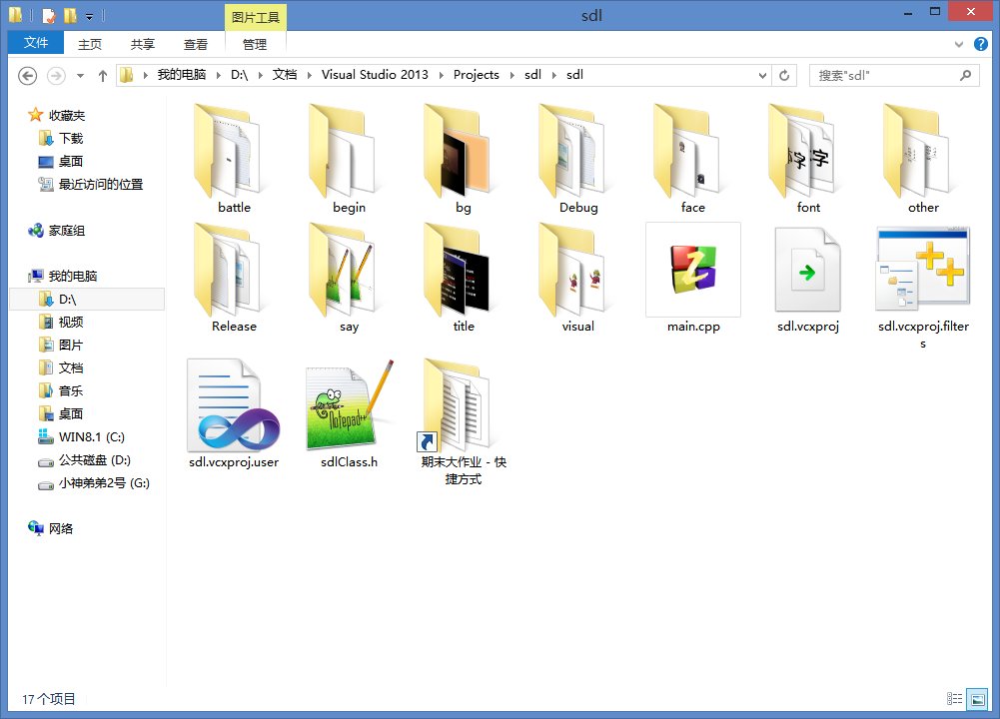 图片工具
sdl
文件
主页
共享
查看
管理
我的电脑
D:\
文档
Visual Studio 2013
Projects
sdl
sdl
搜索"sdl"
收藏夹
下载
桌面
最近访问的位置
家庭组
我的电脑
D:\
视频
图片
文档
音乐
桌面
WIN8.1 (C:)
公共磁盘 (D:)
小神弟弟2号 (G:)
网络
battle
begin
bg
Debug
face
font
other
Release
say
title
visual
main.cpp
sdl.vcxproj
sdl.vcxproj.filter
s
sdl.vcxproj.user
Notepad++
sdlClass.h
期末大作业 - 快
捷方式
17 个项目